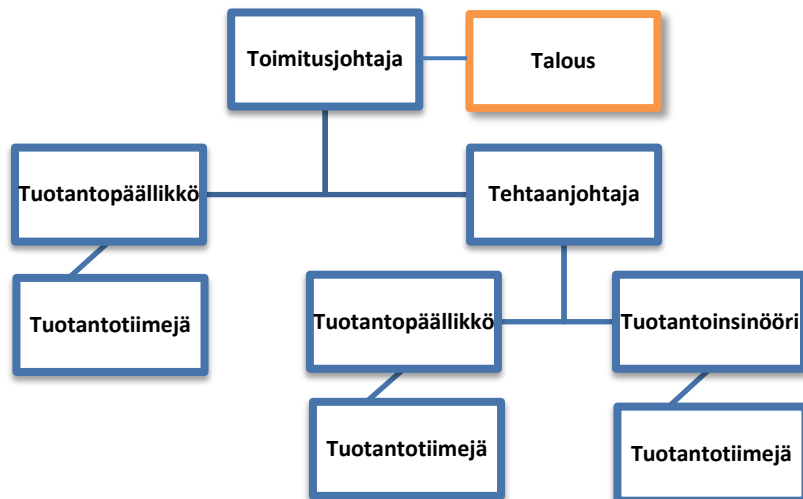 Toimitusjohtaja
Talous
Tuotantopäällikkö
Tehtaanjohtaja
Tuotantotiimejä
Tuotantopäällikkö
Tuotantoinsinööri
Tuotantotiimejä
Tuotantotiimejä